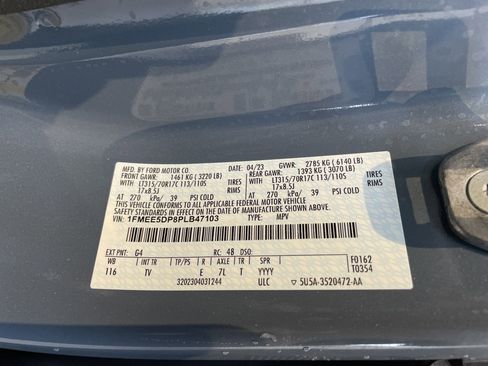 MFD. BY FORD MOTOR CO. 04/23 GVWR: 2785 KG ( 6140 LB)
FRONT GAWR: 1461 KG ( 3220 LB) REAR GAWR: 1393 KG ( 3070 LB)
WITH LT315/70R17C 113/110S TIRES WITH LT315/70R17C 113/110S TIRES
17x8.5J RIMS 17x8.5J RIMS
AT 270 kPa/ 39 PSI COLD AT 270 kPa/ 39 PSI COLD
THIS VEHICLE CONFORMS TO ALL APPLICABLE FEDERAL MOTOR VEHICLE
SAFETY STANDARDS IN EFFECT ON THE DATE OF MANUFACTURE SHOWN ABOVE.
VIN: 1FMEE5DP8PLB47103 TYPE: MPV
EXT PNT: G4 RC: 48 DSO: F0162
WB INT TR TP/PS R AXLE TR SPR T0354
116 TV E 7L T YYYY
3202304031244 ULC 5U5A-3520472-AA